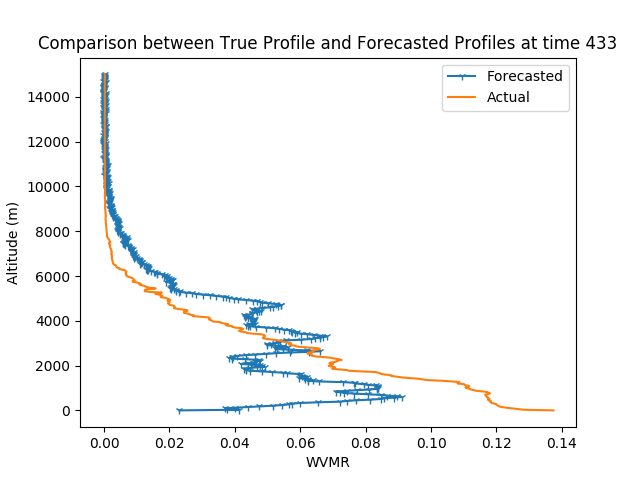 Comparison between True Profile and Forecasted Profiles at time 433
Forecasted
Actual
14000
12000
10000
8000
6000
4000
2000
0
Altitude (m)
0.00 0.02 0.04 0.06 0.08 0.10 0.12 0.14
WVMR